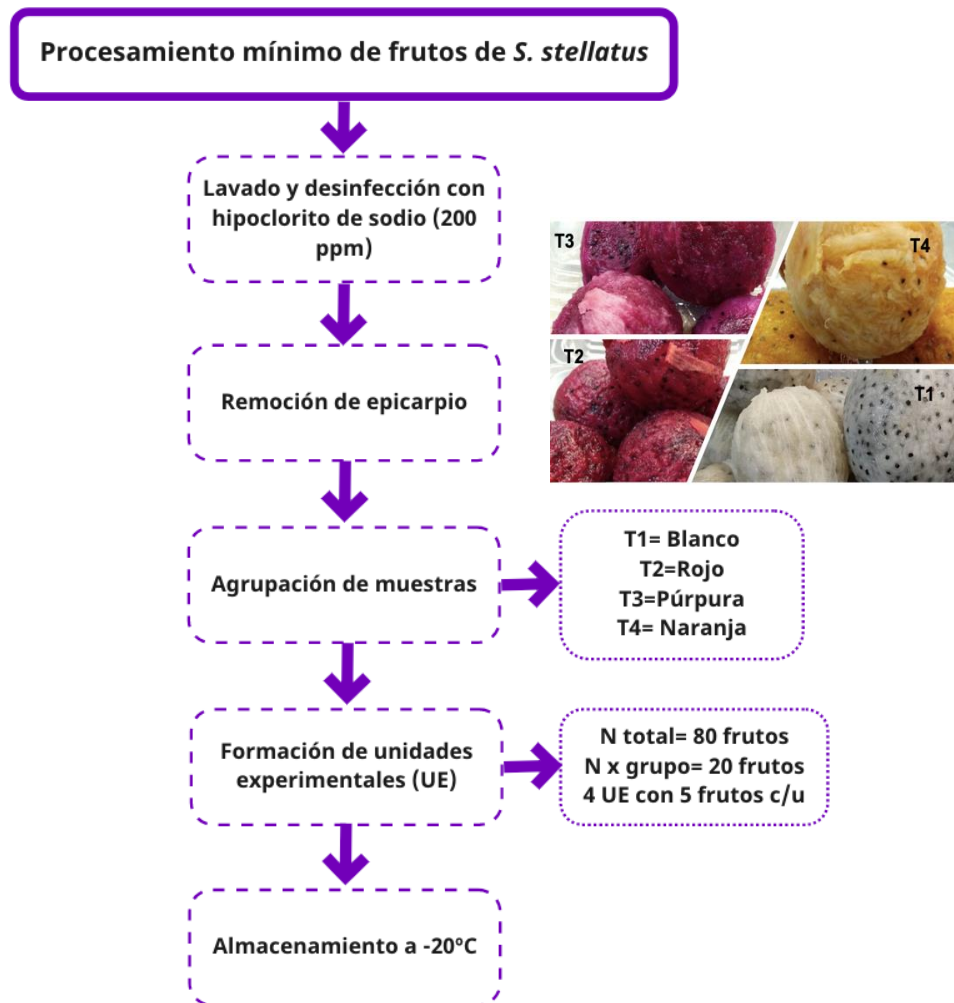 Procesamiento mínimo de frutos de S. stellatus
Lavado y desinfección con
hipoclorito de sodio (200
ppm)
T3
T4
T2
T1
Remoción de epicarpio
Agrupación de muestras
T1= Blanco
T2=Rojo
T3=Púrpura
T4= Naranja
Formación de unidades
experimentales (UE)
N total= 80 frutos
N x grupo= 20 frutos
4 UE con 5 frutos c/u
Almacenamiento a -20ºC